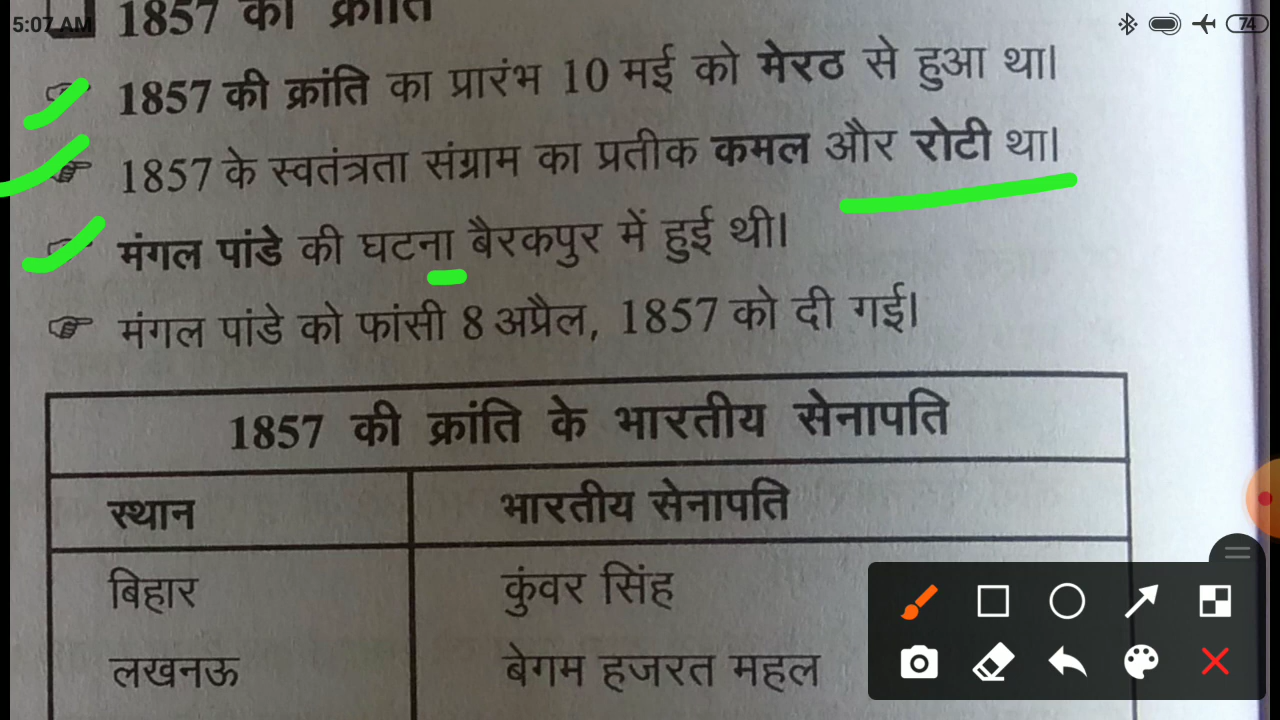 1857 की क्रांति
5:07 AM
74
1857 की क्रांति का प्रारंभ 10 मई को मेरठ से हुआ था।
1857 के स्वतंत्रता संग्राम का प्रतीक कमल और रोटी था।
मंगल पांडे की घटना बैरकपुर में हुई थी।
मंगल पांडे को फांसी 8 अप्रैल, 1857 को दी गई।
1857 की क्रांति के भारतीय सेनापति
स्थान भारतीय सेनापति
बिहार कुंवर सिंह
लखनऊ बेगम हजरत महल